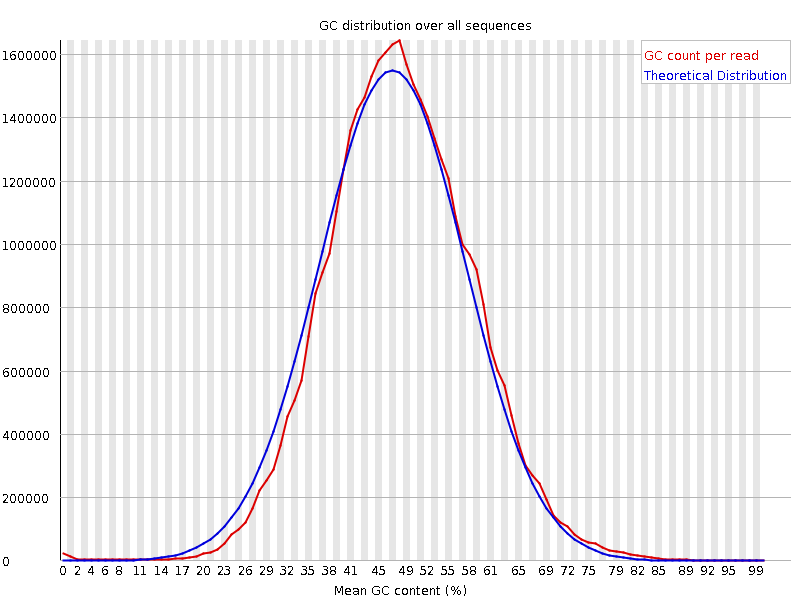 GC distribution over all sequences
GC count per read
Theoretical Distribution
1600000
1400000
1200000
1000000
800000
600000
400000
200000
0
0 2 4 6 8 11 14 17 20 23 26 29 32 35 38 41 45 49 52 55 58 61 65 69 72 75 79 82 85 89 92 95 99
Mean GC content (%)